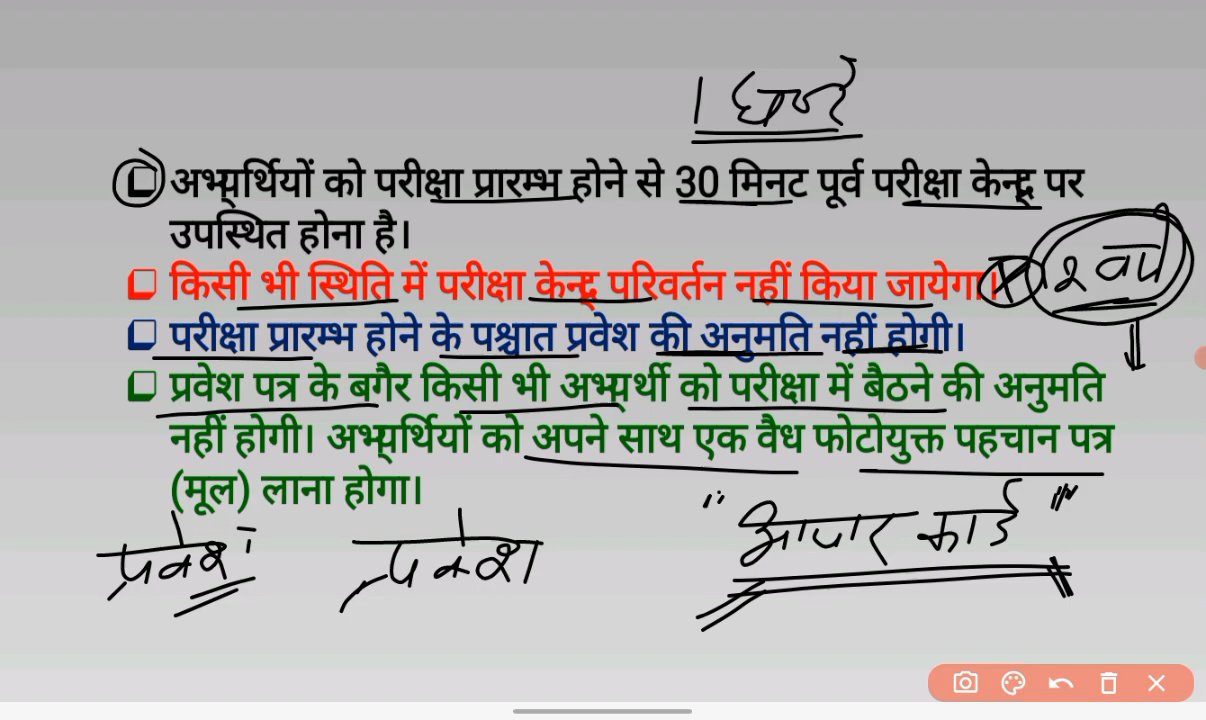 1 घण्टे
अभ्यर्थियों को परीक्षा प्रारम्भ होने से 30 मिनट पूर्व परीक्षा केन्द्र पर
उपस्थित होना है।
किसी भी स्थिति में परीक्षा केन्द्र परिवर्तन नहीं किया जायेगा।
परीक्षा प्रारम्भ होने के पश्चात प्रवेश की अनुमति नहीं होगी।
प्रवेश पत्र के बगैर किसी भी अभ्यर्थी को परीक्षा में बैठने की अनुमति
नहीं होगी। अभ्यर्थियों को अपने साथ एक वैध फोटोयुक्त पहचान पत्र
(मूल) लाना होगा।
प्रवेश प्रवेश "आधार कार्ड"